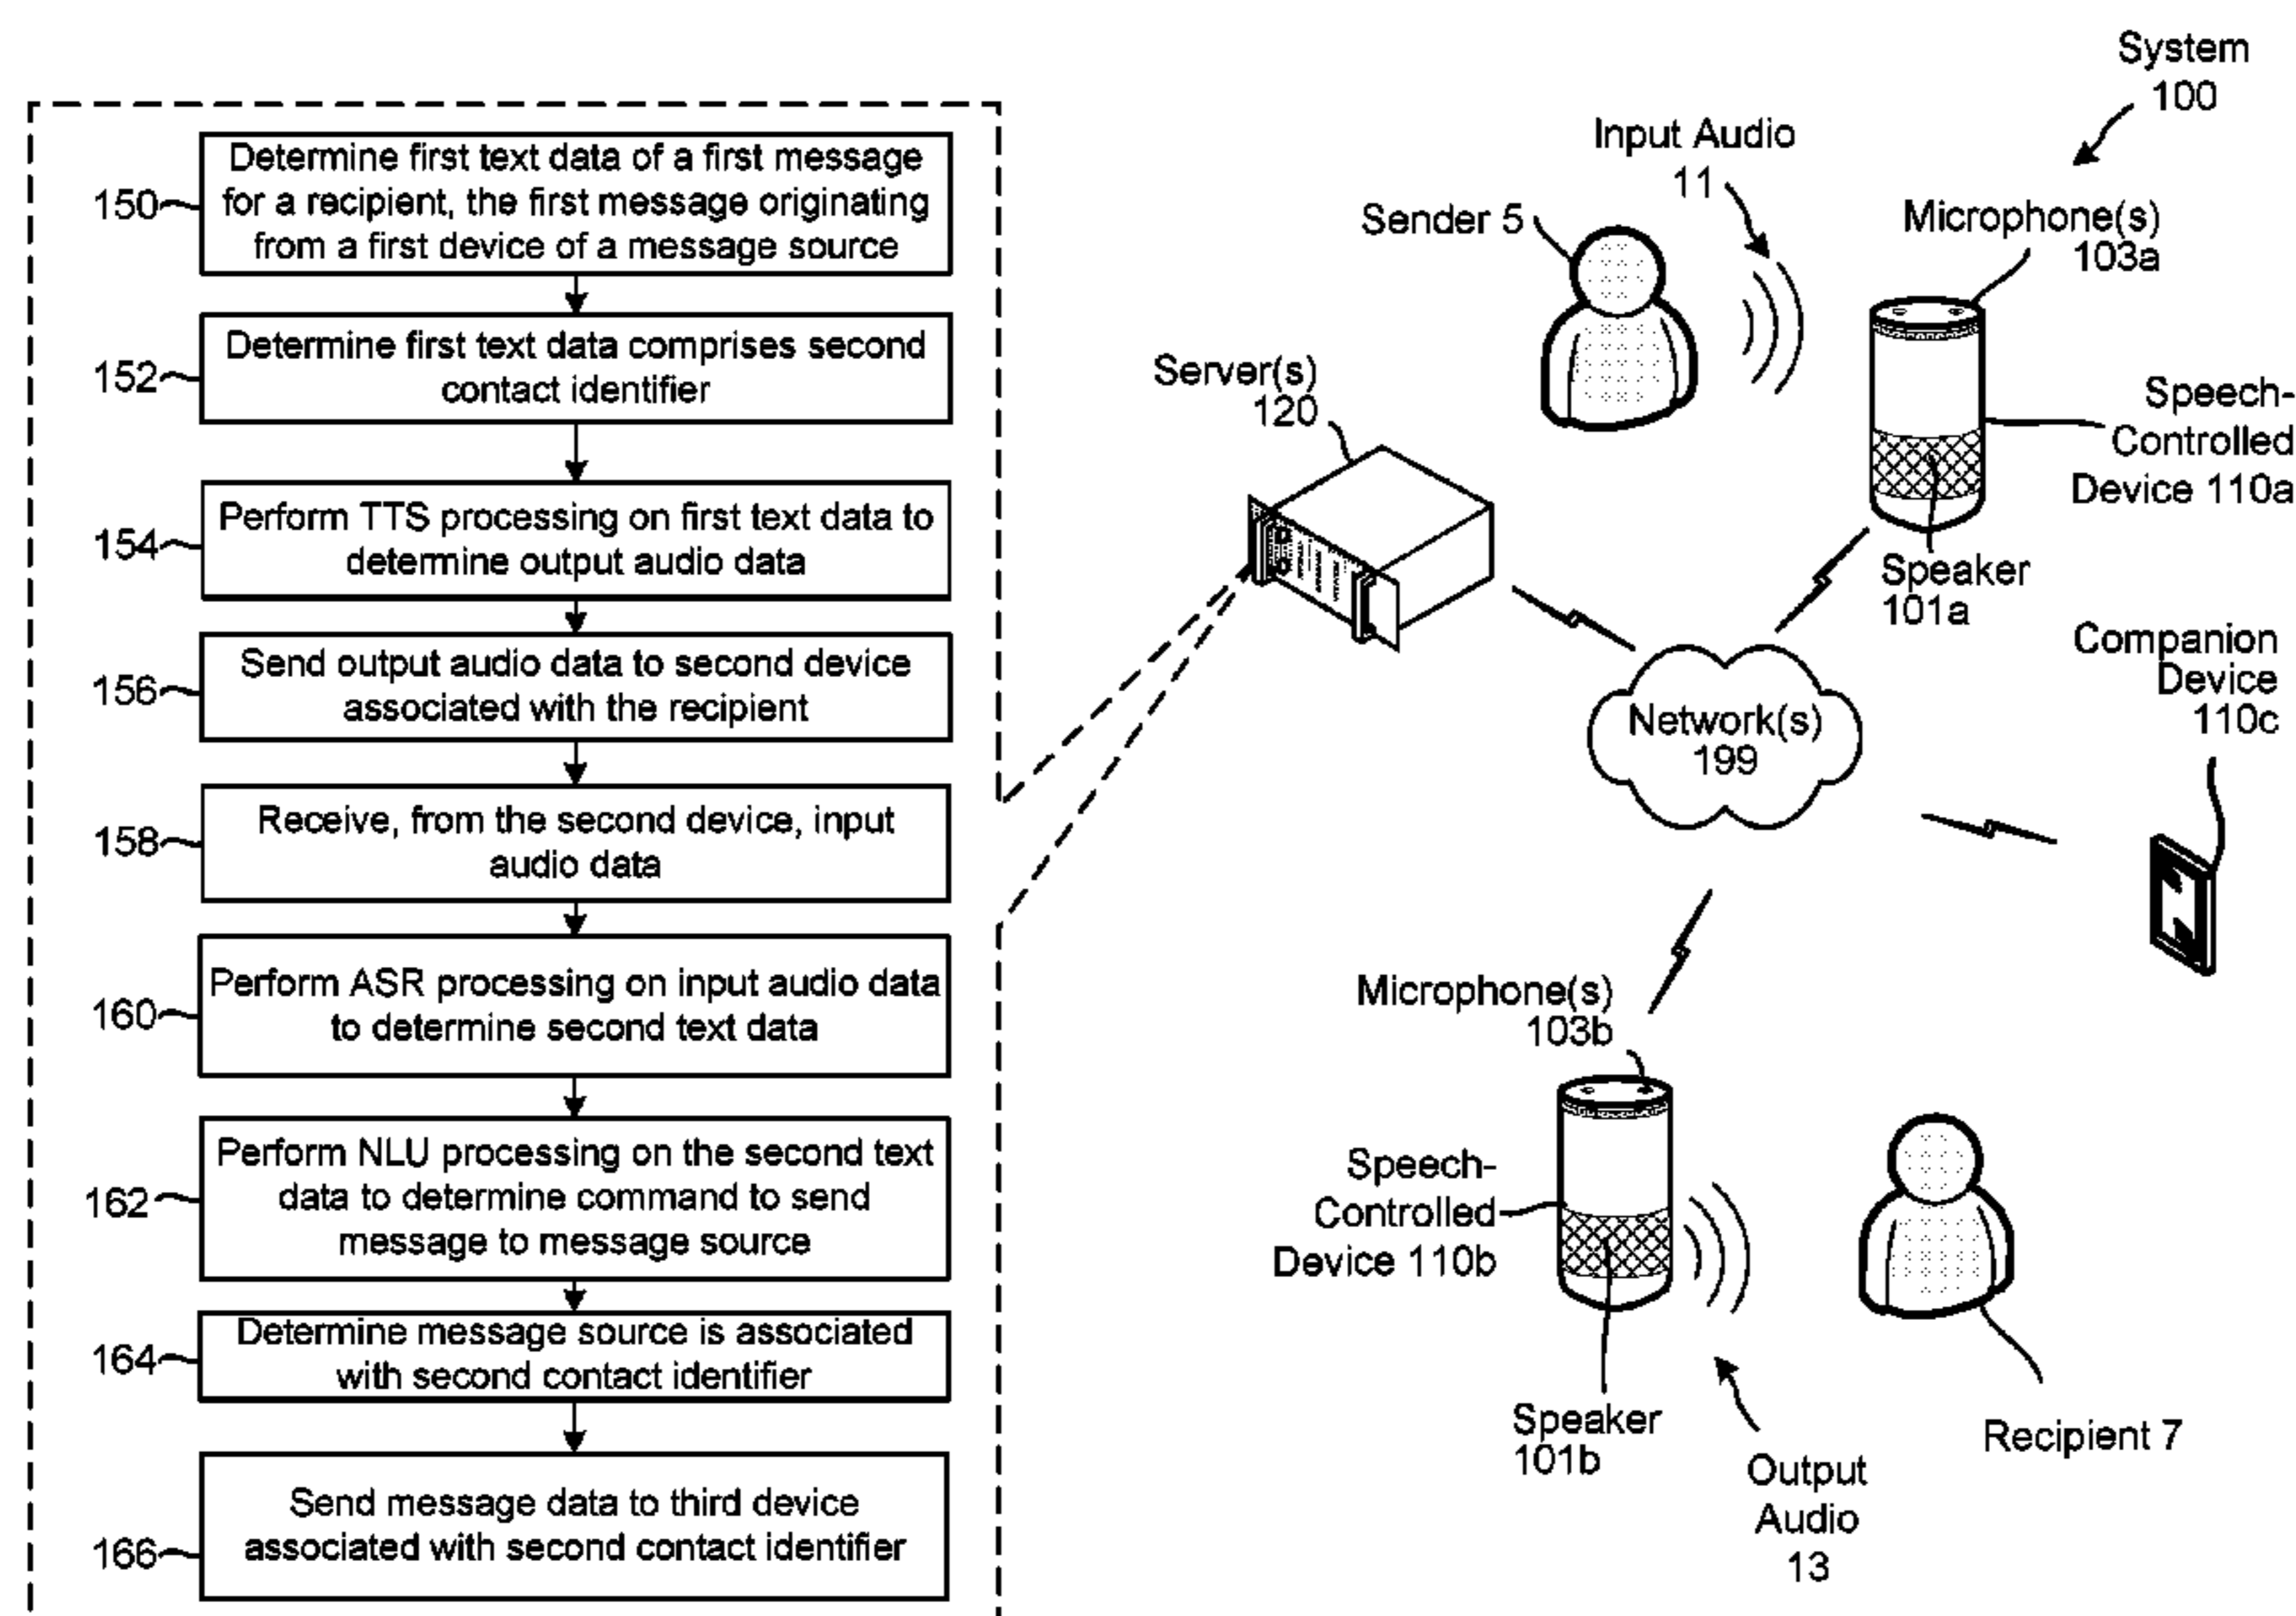 150
Determine first text data of a first message
for a recipient, the first message originating
from a first device of a message source
152
Determine first text data comprises second
contact identifier
154
Perform TTS processing on first text data to
determine output audio data
156
Send output audio data to second device
associated with the recipient
158
Receive, from the second device, input
audio data
160
Perform ASR processing on input audio data
to determine second text data
162
Perform NLU processing on the second text
data to determine command to send
message to message source
164
Determine message source is associated
with second contact identifier
166
Send message data to third device
associated with second contact identifier
System
100
Input Audio
11
Sender 5
Microphone(s)
103a
Server(s)
120
Speech-
Controlled
Device 110a
Speaker
101a
Companion
Device
110c
Network(s)
199
Microphone(s)
103b
Speech-
Controlled
Device 110b
Speaker
101b
Output
Audio
13
Recipient 7